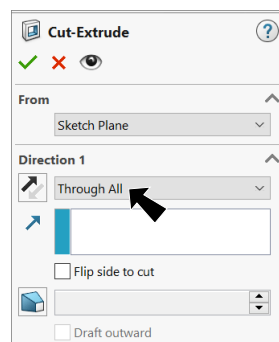 Cut-Extrude
?
From
Sketch Plane
Direction 1
Through All
Flip side to cut
Draft outward